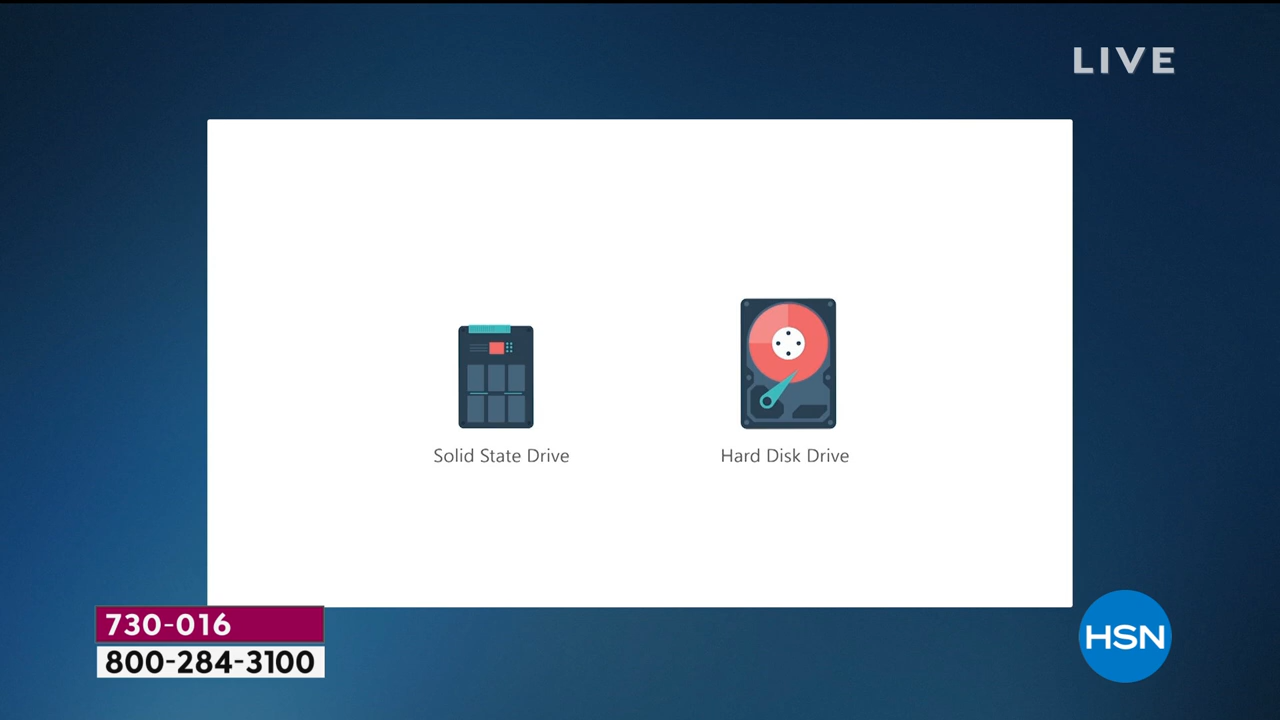 LIVE
Solid State Drive
Hard Disk Drive
730-016
800-284-3100
HSN